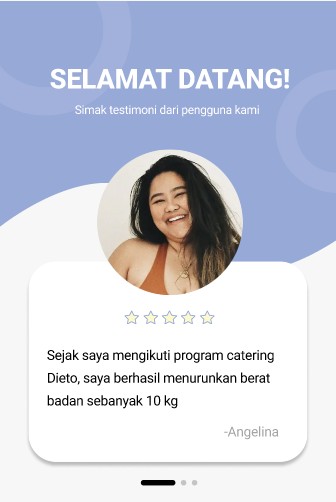 SELAMAT DATANG!
Simak testimoni dari pengguna kami
Sejak saya mengikuti program catering
Dieto, saya berhasil menurunkan berat
badan sebanyak 10 kg
-Angelina